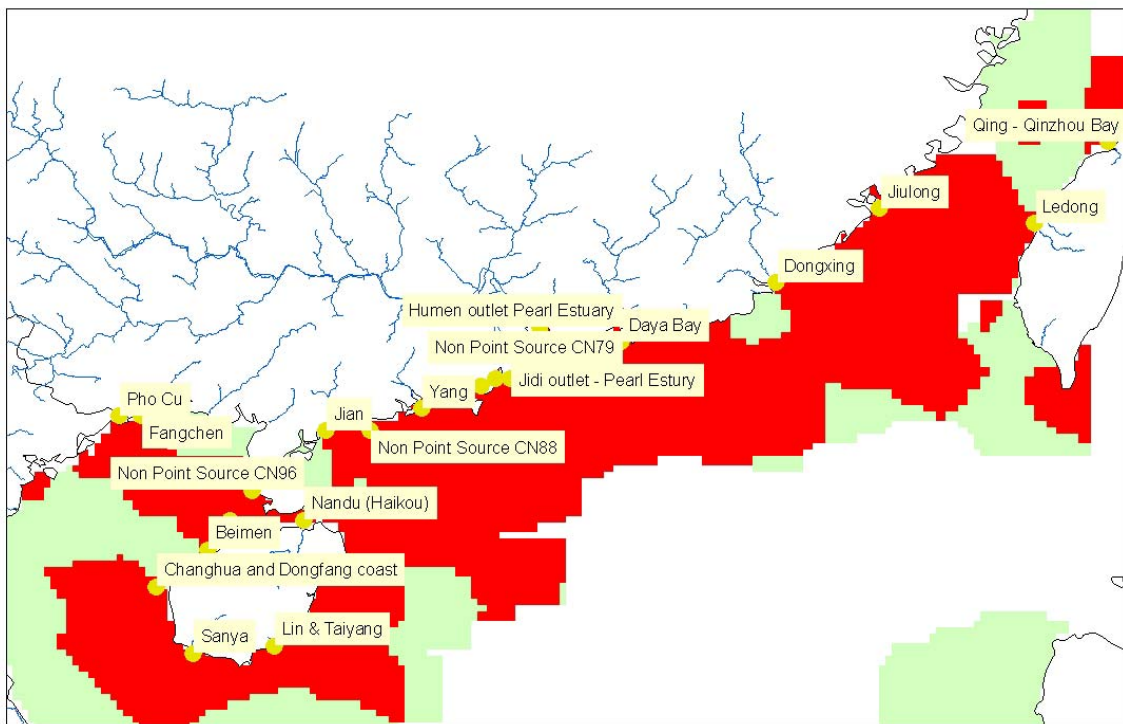 Qing - Qinzhou Bay
Jiulong
Ledong
Dongxing
Humen outlet Pearl Estuary
Daya Bay
Non Point Source CN79
Jidi outlet - Pearl Estury
Yang
Pho Cu
Jian
Fangchen
Non Point Source CN88
Non Point Source CN96
Nandu (Haikou)
Beimen
Changhua and Dongfang coast
Lin & Taiyang
Sanya